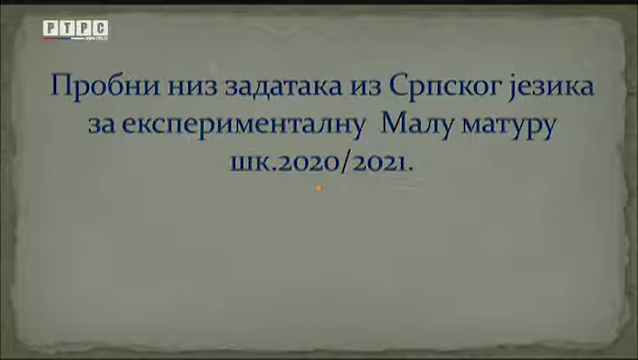 РТРС
Пробни низ задатака из Српског језика
за експерименталну Малу матуру
шк.2020/2021.